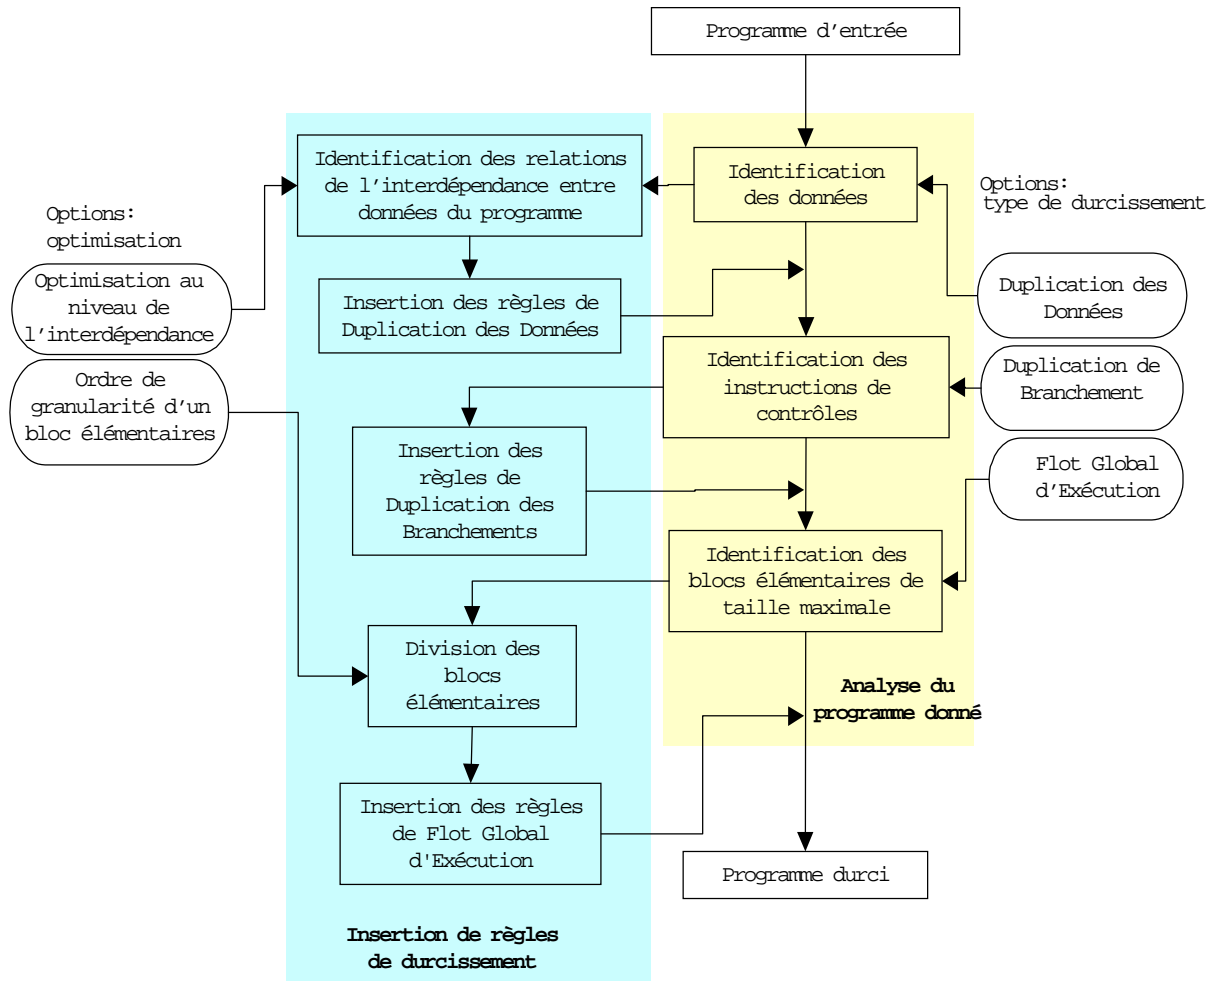 Programme d'entrée
Identification des relations
de l'interdépendance entre
données du programme
Identification
des données
Options:
type de durcissement
Options:
optimisation
Optimisation au
niveau de
l'interdépendance
Insertion des règles de
Duplication des Données
Duplication des
Données
Ordre de
granularité d'un
bloc élémentaires
Identification des
instructions de
contrôles
Duplication de
Branchement
Insertion des
règles de
Duplication des
Branchements
Flot Global
d'Exécution
Identification des
blocs élémentaires de
taille maximale
Division des
blocs
élémentaires
Analyse du
programme donné
Insertion des règles
de Flot Global
d'Exécution
Programme durci
Insertion de règles
de durcissement